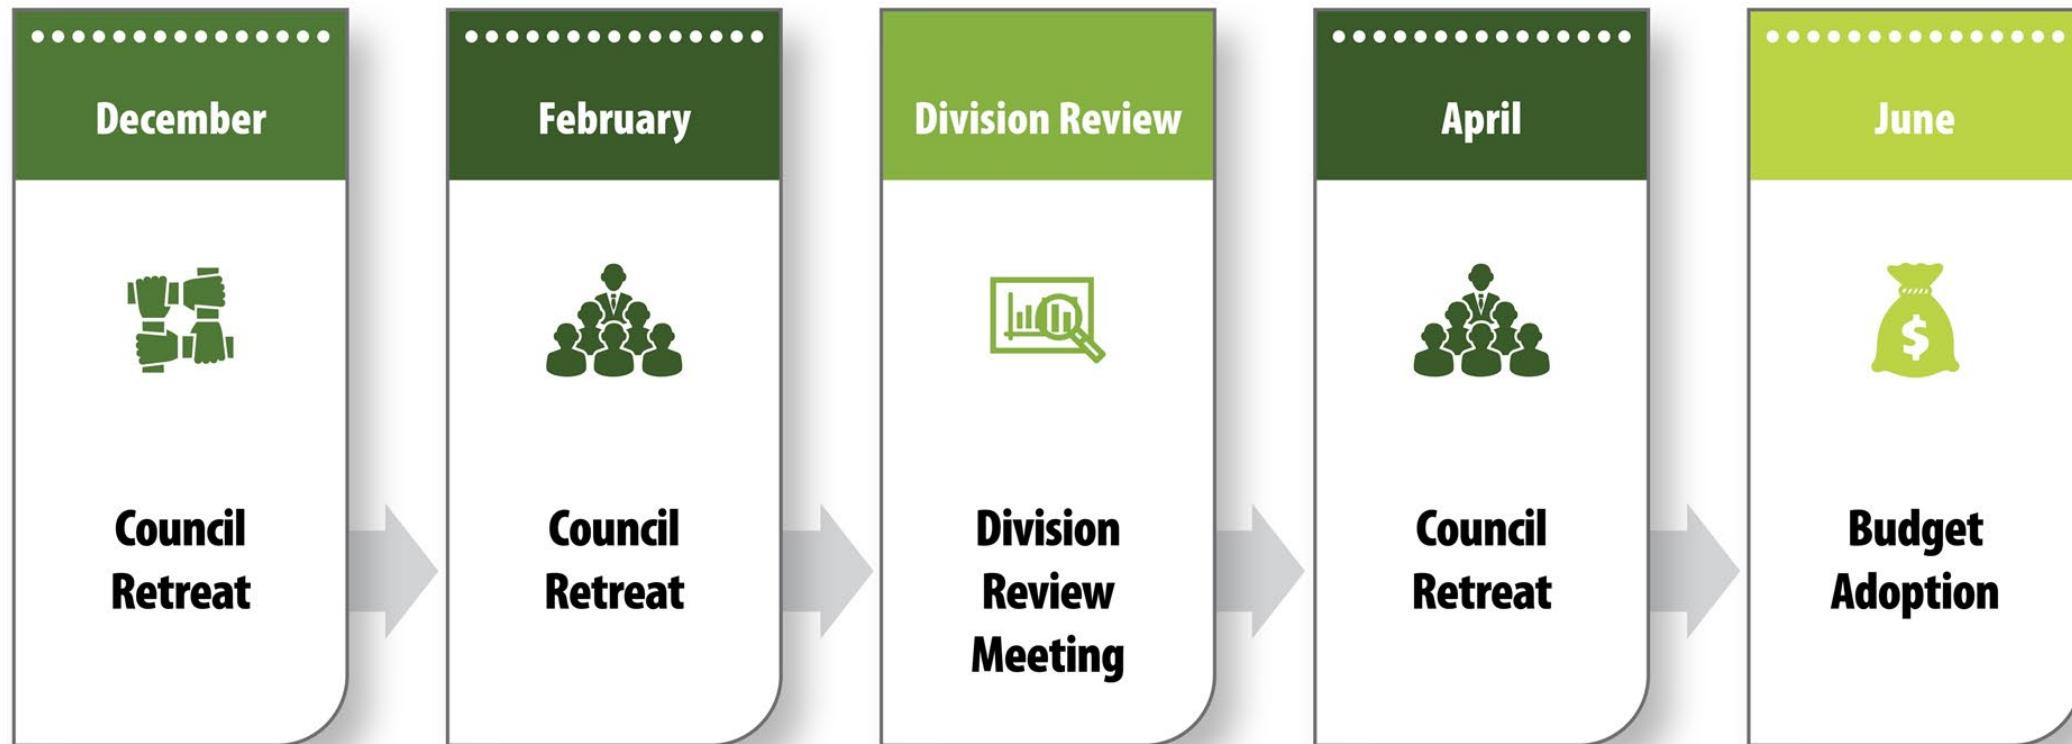 December
Council
Retreat
February
Council
Retreat
Division Review
Division
Review
Meeting
April
Council
Retreat
June
$
Budget
Adoption